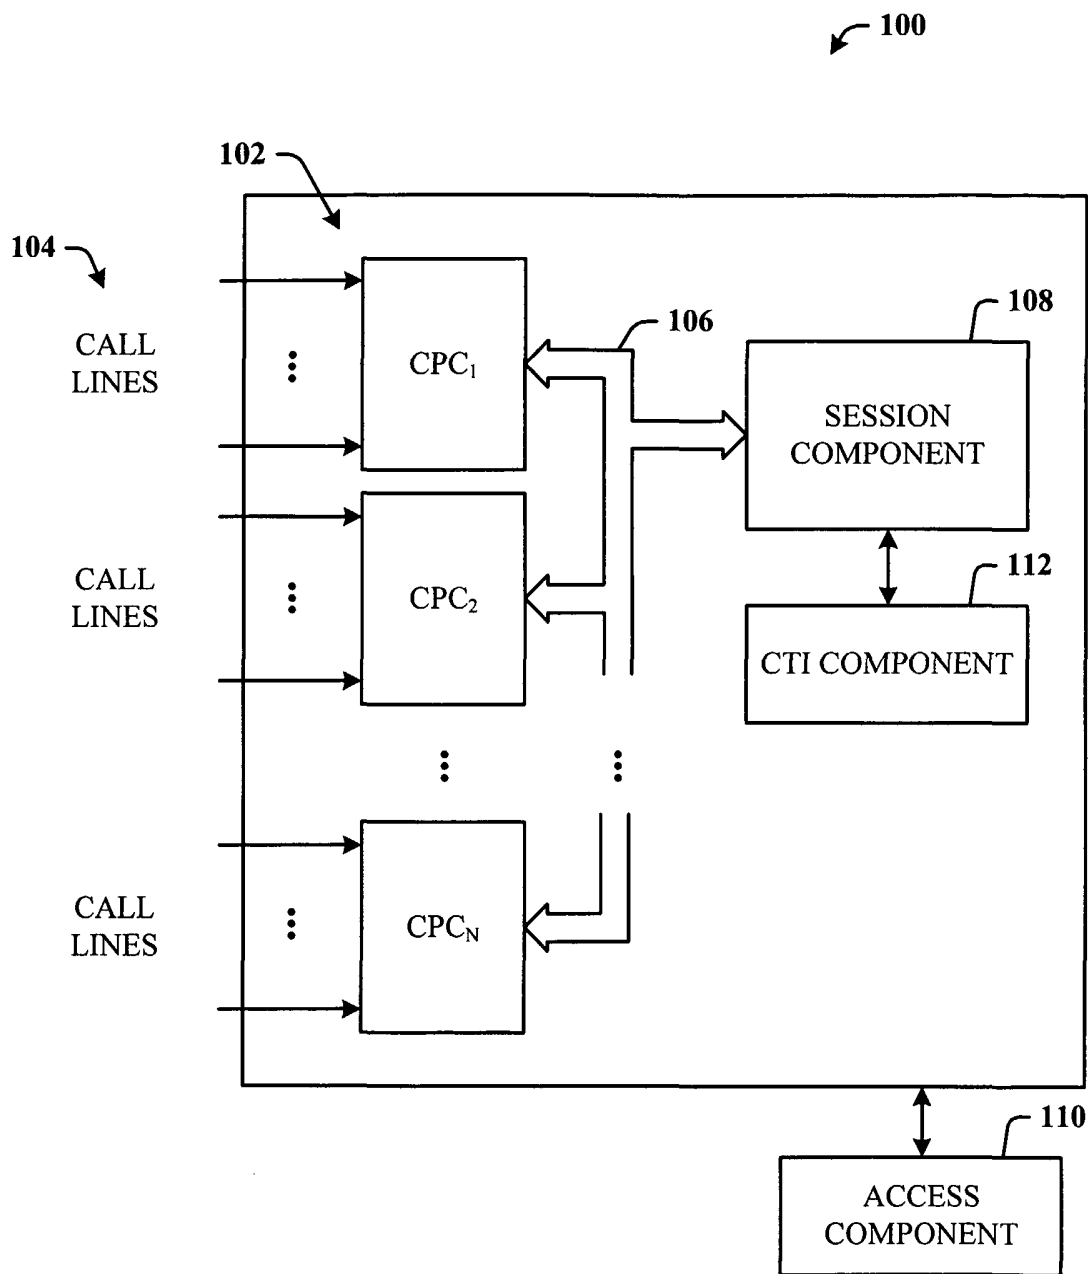 100
102
104
CALL
LINES
CPC₁
106
108
SESSION
COMPONENT
CALL
LINES
CPC₂
112
CTI COMPONENT
CALL
LINES
CPC_N
110
ACCESS
COMPONENT